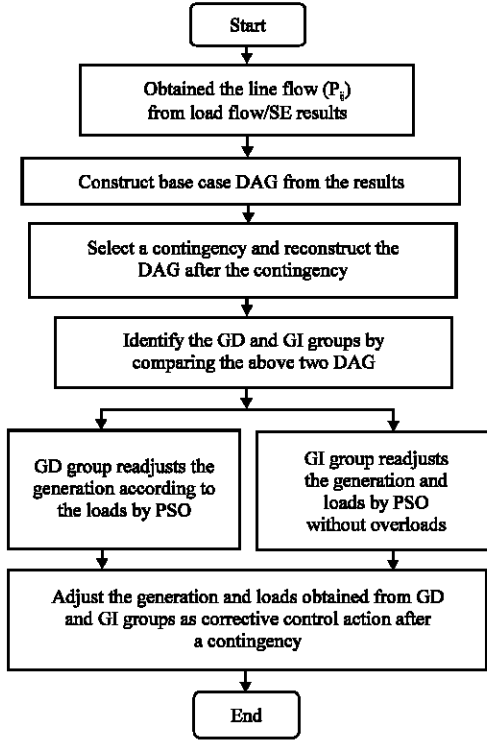 Start
Obtained the line flow (Pij)
from load flow/SE results
Construct base case DAG from the results
Select a contingency and reconstruct the
DAG after the contingency
Identify the GD and GI groups by
comparing the above two DAG
GD group readjusts the
generation according to
the loads by PSO
GI group readjusts
the generation and
loads by PSO
without overloads
Adjust the generation and loads obtained from GD
and GI groups as corrective control action after
a contingency
End